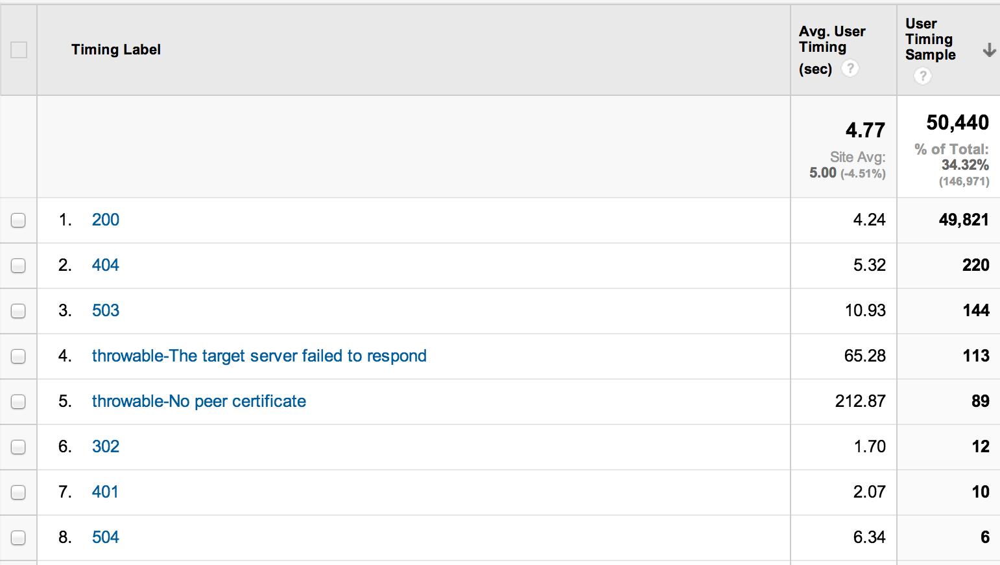 Timing Label
Avg. User
Timing
(sec) ?
User
Timing
Sample
?
4.77
Site Avg:
5.00 (-4.51%)
50,440
% of Total:
34.32%
(146,971)
1. 200 4.24 49,821
2. 404 5.32 220
3. 503 10.93 144
4. throwable-The target server failed to respond 65.28 113
5. throwable-No peer certificate 212.87 89
6. 302 1.70 12
7. 401 2.07 10
8. 504 6.34 6